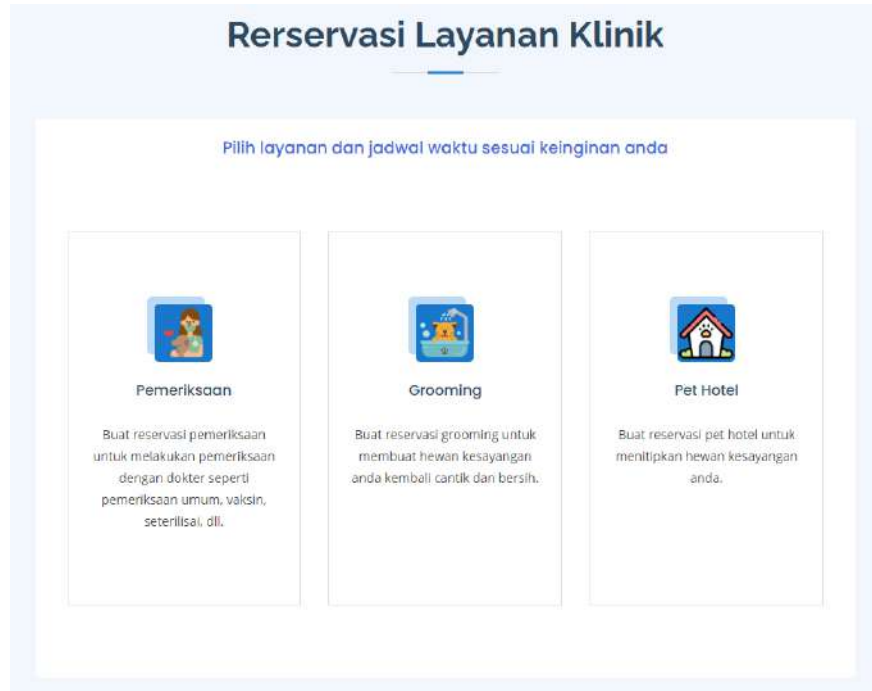 Rerservasi Layanan Klinik
Pilih layanan dan jadwal waktu sesuai keinginan anda
Pemeriksaan
Buat reservasi pemeriksaan
untuk melakukan pemeriksaan
dengan dokter seperti
pemeriksaan umum, vaksin,
seterilisai, dll.
Grooming
Buat reservasi grooming untuk
membuat hewan kesayangan
anda kembali cantik dan bersih.
Pet Hotel
Buat reservasi pet hotel untuk
menitipkan hewan kesayangan
anda.